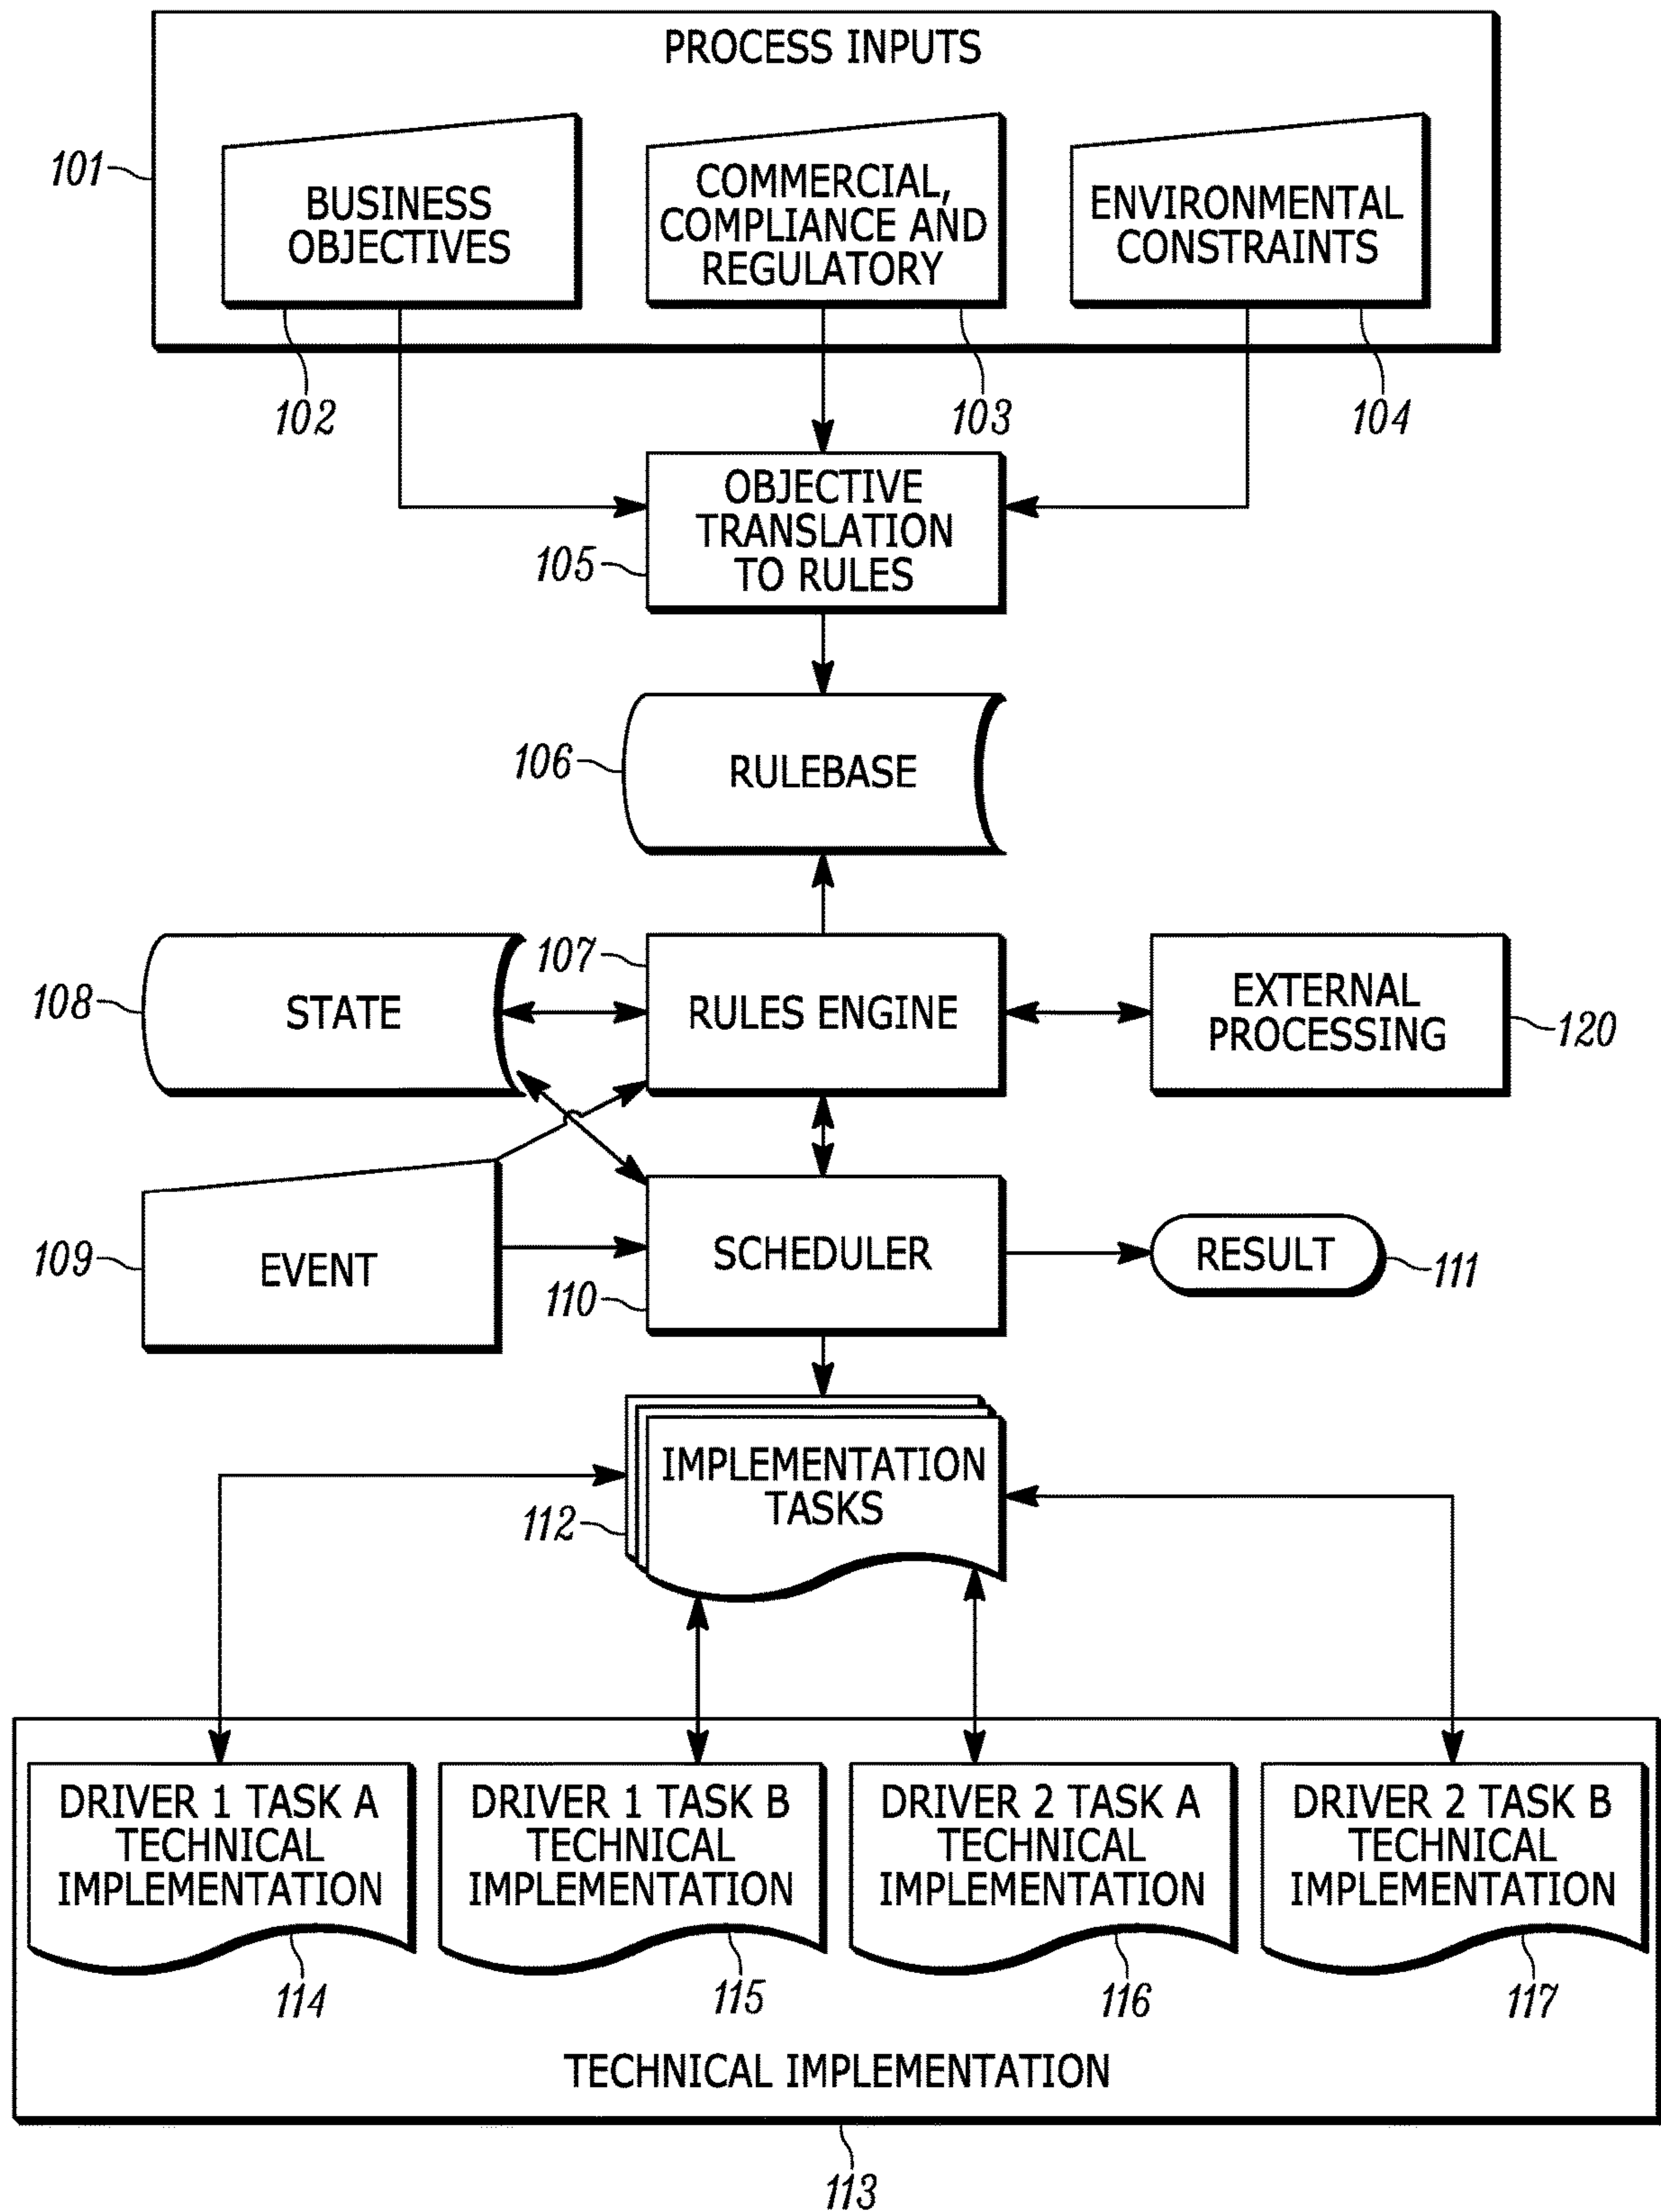 PROCESS INPUTS
101
BUSINESS
OBJECTIVES
COMMERCIAL,
COMPLIANCE AND
REGULATORY
ENVIRONMENTAL
CONSTRAINTS
102
103
104
OBJECTIVE
TRANSLATION
TO RULES
105
106
RULEBASE
107
108
STATE
RULES ENGINE
EXTERNAL
PROCESSING
120
109
EVENT
SCHEDULER
110
RESULT
111
IMPLEMENTATION
TASKS
112
DRIVER 1 TASK A
TECHNICAL
IMPLEMENTATION
DRIVER 1 TASK B
TECHNICAL
IMPLEMENTATION
DRIVER 2 TASK A
TECHNICAL
IMPLEMENTATION
DRIVER 2 TASK B
TECHNICAL
IMPLEMENTATION
114
115
116
117
TECHNICAL IMPLEMENTATION
113